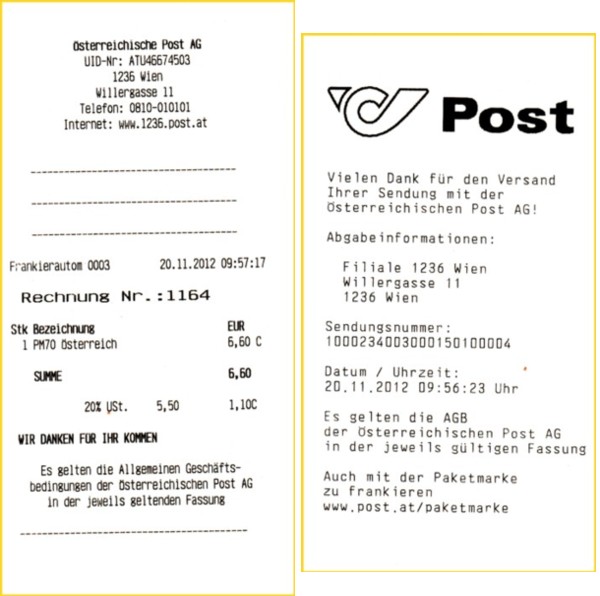 Österreichische Post AG
UID-Nr: ATU46674503
1236 Wien
Willergasse 11
Telefon: 0810-010101
Internet: www.1236.post.at
Frankierautom 0003 20.11.2012 09:57:17
Rechnung Nr.:1164
Stk Bezeichnung EUR
1 PM70 Österreich 6,60 C
SUMME 6,60
20% USt. 5,50 1,10C
WIR DANKEN FÜR IHR KOMMEN
Es gelten die Allgemeinen Geschäfts-
bedingungen der Österreichischen Post AG
in der jeweils geltenden Fassung
Post
Vielen Dank für den Versand
Ihrer Sendung mit der
Österreichischen Post AG!
Abgabeinformationen:
Filiale 1236 Wien
Willergasse 11
1236 Wien
Sendungsnummer:
1000234003000150100004
Datum / Uhrzeit:
20.11.2012 09:56:23 Uhr
Es gelten die AGB
der Österreichischen Post AG
in der jeweils gültigen Fassung
Auch mit der Paketmarke
zu frankieren
www.post.at/paketmarke